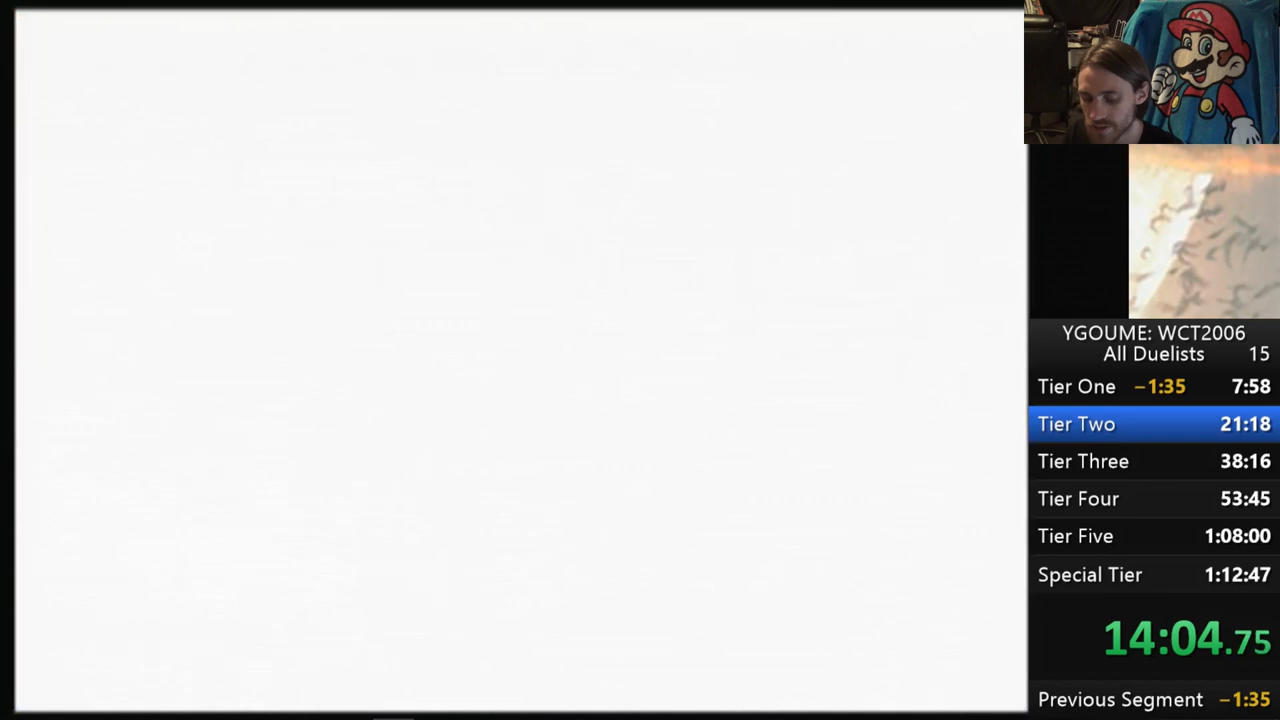 YGOUME: WCT2006
All Duelists 15
Tier One −1:35 7:58
Tier Two 21:18
Tier Three 38:16
Tier Four 53:45
Tier Five 1:08:00
Special Tier 1:12:47
14:04.75
Previous Segment −1:35